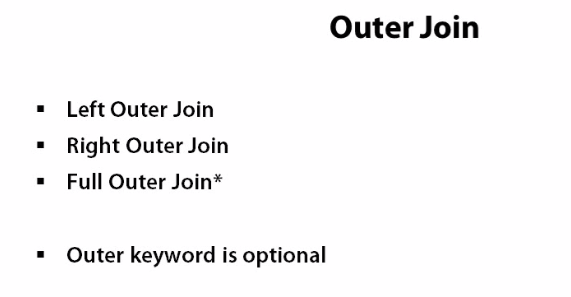 Outer Join
▪ Left Outer Join
▪ Right Outer Join
▪ Full Outer Join*
▪ Outer keyword is optional